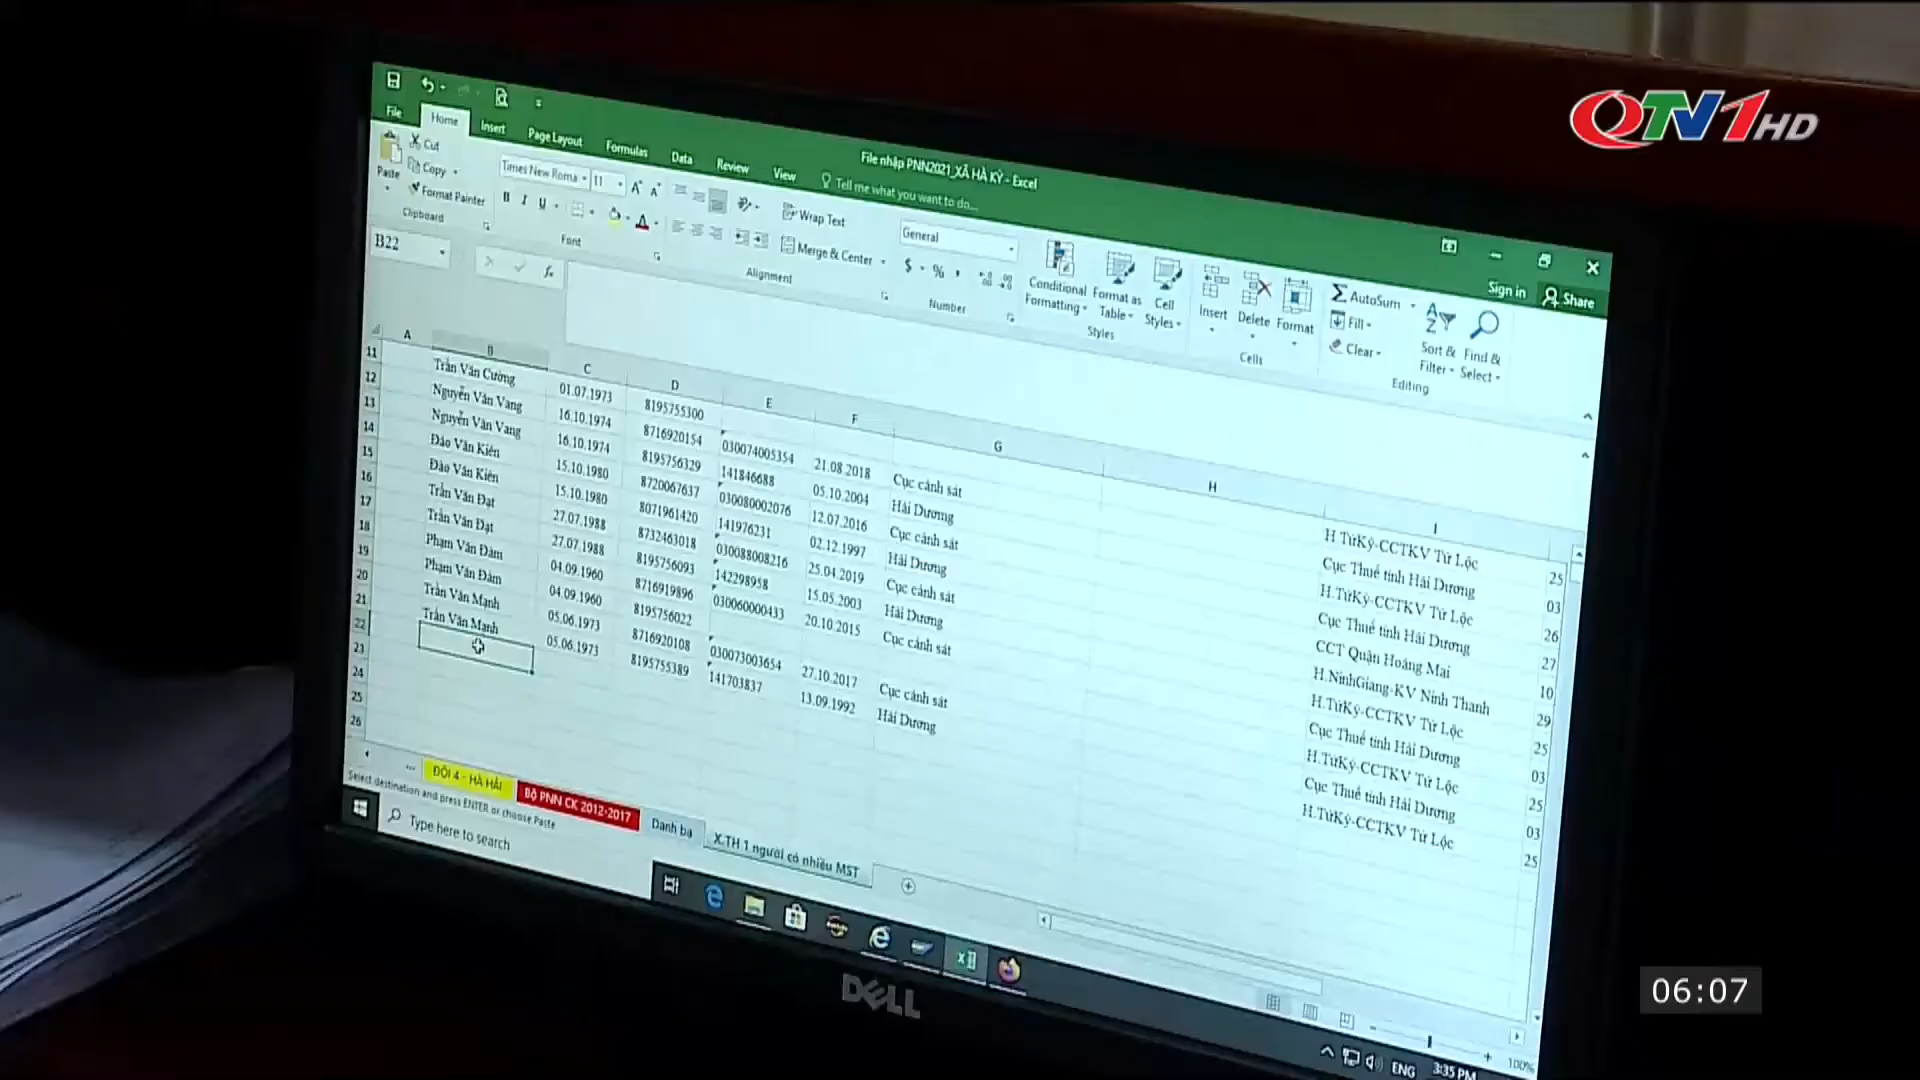 QTV1HD
File nhập PNN2021_XÃ HÀ KỲ - Excel
File Home Insert Page Layout Formulas Data Review View Tell me what you want to do...
Sign in Share
Cut
Copy
Format Painter
Paste
Clipboard
Times New Roma 11
B I U
Font
Wrap Text
Merge & Center
Alignment
General
$ %
Number
Conditional Formatting
Format as Table
Cell Styles
Styles
Insert Delete Format
Cells
AutoSum
Fill
Clear
Sort & Filter
Find & Select
Editing
B22
A B C D E F G H I
11 12 13 14 15 16 17 18 19 20 21 22 23 24 25 26
Trần Văn Cường 01.07.1973 8195755300
Nguyễn Văn Vang 16.10.1974 8716920154 030074005354 21.08.2018 Cục cảnh sát H TứKỳ-CCTKV Tứ Lộc 25
Nguyễn Văn Vang 16.10.1974 8195756329 141846688 05.10.2004 Hải Dương Cục Thuế tỉnh Hải Dương 03
Đào Văn Kiên 15.10.1980 8720067637 030080002076 12.07.2016 Cục cảnh sát H.TứKỳ-CCTKV Tứ Lộc 26
Đào Văn Kiên 15.10.1980 8071961420 141976231 02.12.1997 Hải Dương Cục Thuế tỉnh Hải Dương 27
Trần Văn Đạt 27.07.1988 8732463018 030088008216 25.04.2019 Cục cảnh sát CCT Quận Hoàng Mai 10
Trần Văn Đạt 27.07.1988 8195756093 142298958 15.05.2003 Hải Dương H.NinhGiang-KV Ninh Thanh 29
Phạm Văn Đảm 04.09.1960 8716919896 030060000433 20.10.2015 Cục cảnh sát H.TứKỳ-CCTKV Tứ Lộc 25
Phạm Văn Đảm 04.09.1960 8195756022 Cục Thuế tỉnh Hải Dương 03
Trần Văn Mạnh 05.06.1973 8716920108 030073003654 27.10.2017 Cục cảnh sát H.TứKỳ-CCTKV Tứ Lộc 25
Trần Văn Mạnh 05.06.1973 8195755389 141703837 13.09.1992 Hải Dương Cục Thuế tỉnh Hải Dương 03
H.TứKỳ-CCTKV Tứ Lộc 25
ĐỘI 4 - HÀ HẢI Bộ PNN CK 2012-2017 Danh bạ X.TH 1 người có nhiều MST
Select destination and press ENTER or choose Paste
100%
Type here to search
ENG 3:35 PM
DELL
06:07